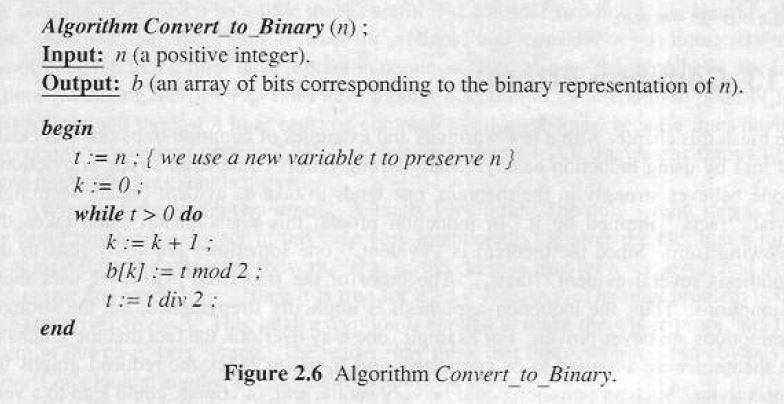 Algorithm Convert_to_Binary (n) ;
Input: n (a positive integer).
Output: b (an array of bits corresponding to the binary representation of n).
begin
t := n ; { we use a new variable t to preserve n }
k := 0 ;
while t > 0 do
k := k + 1 ;
b[k] := t mod 2 ;
t := t div 2 ;
end
Figure 2.6 Algorithm Convert_to_Binary.